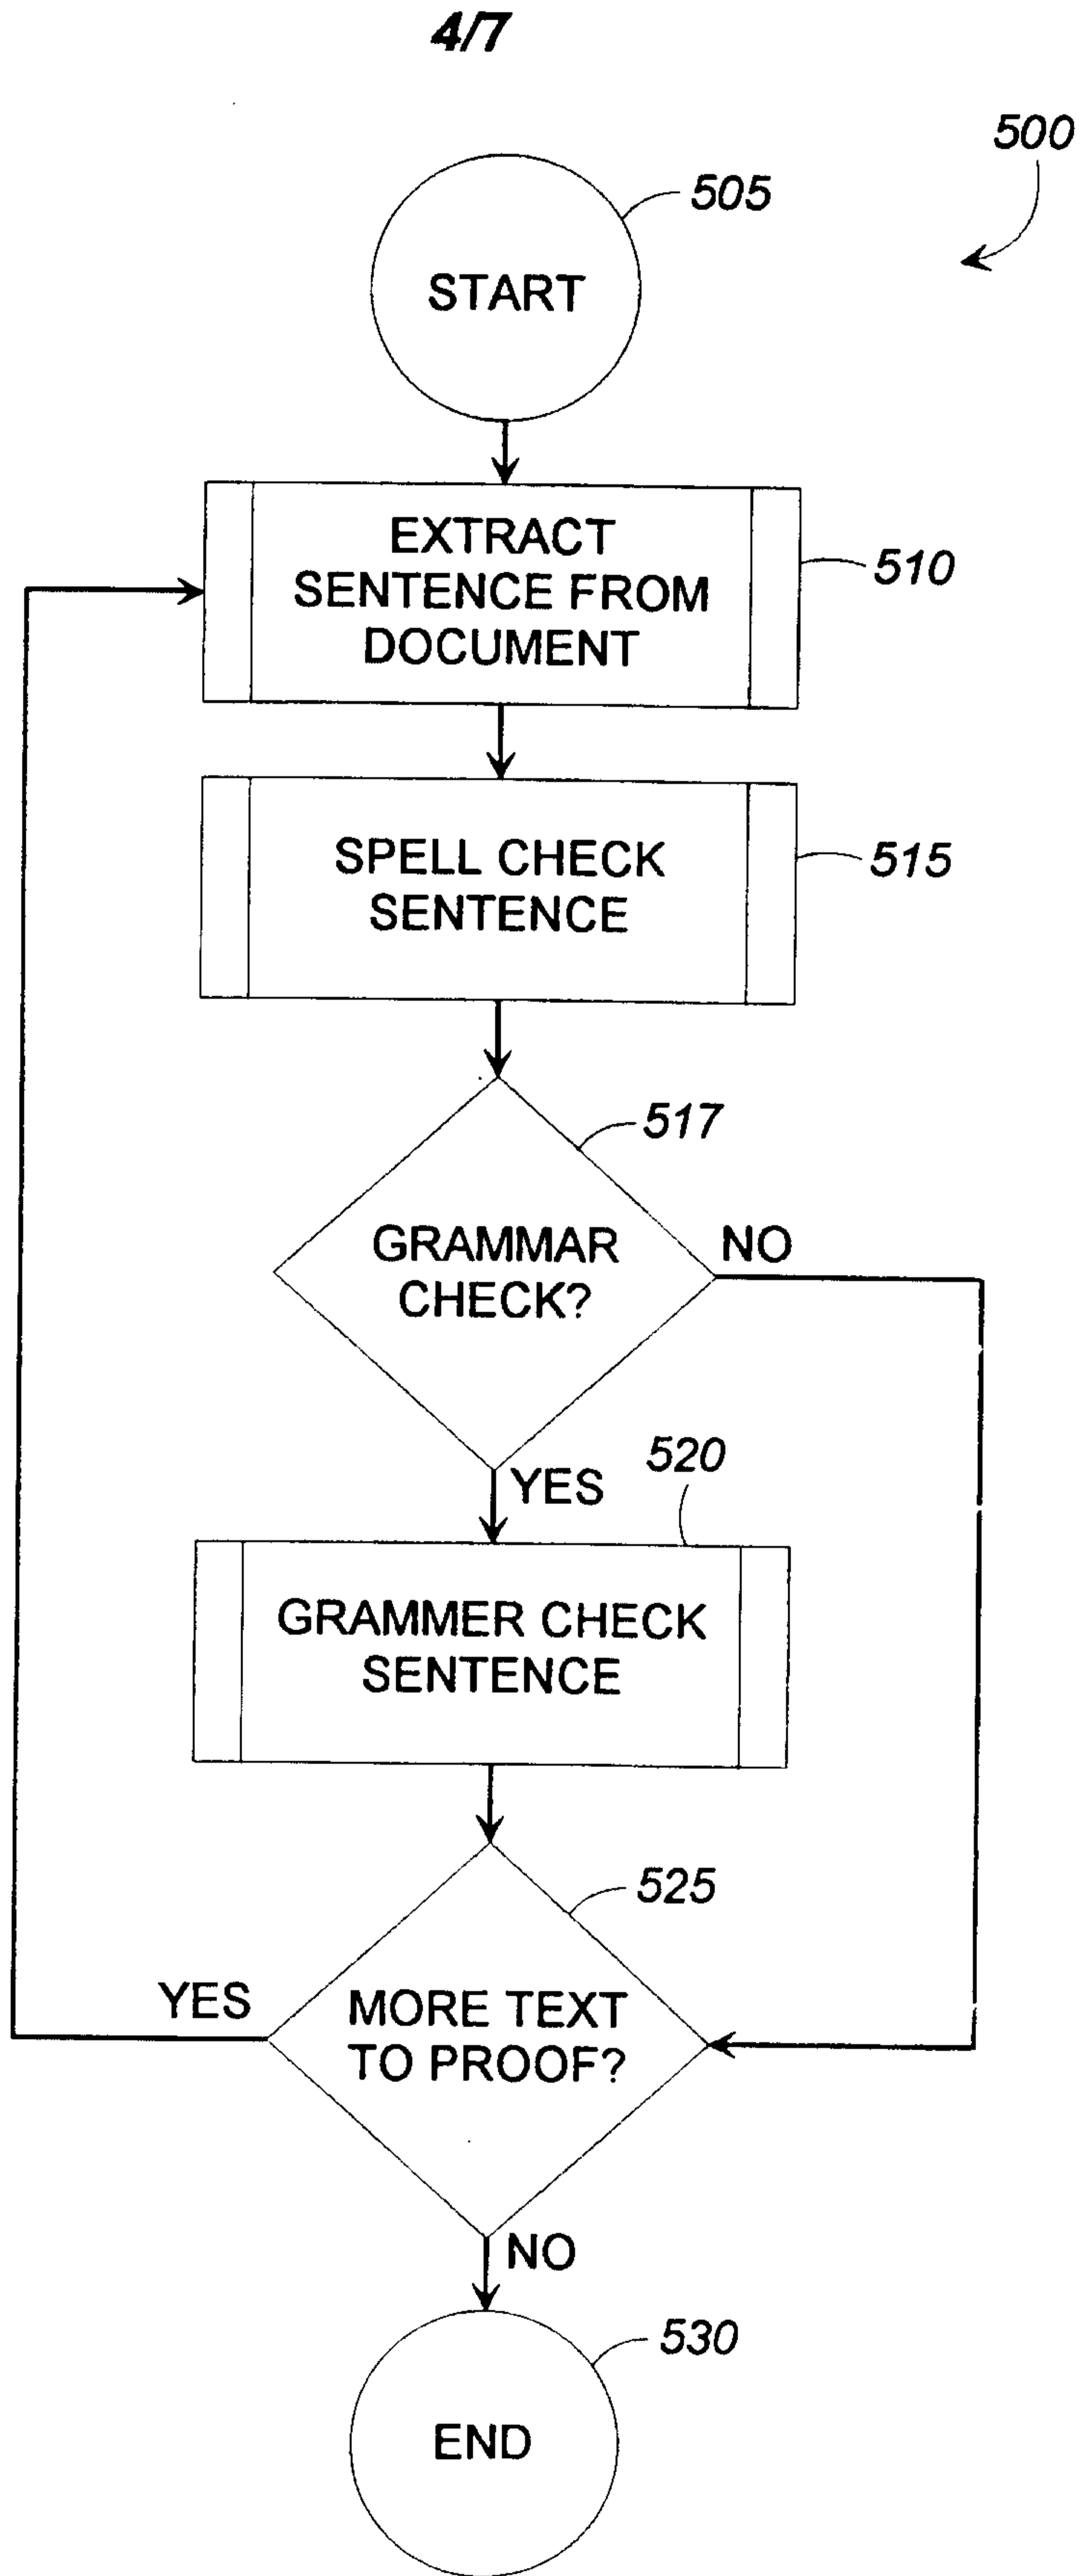 4/7
500
505
START
EXTRACT
SENTENCE FROM
DOCUMENT
510
SPELL CHECK
SENTENCE
515
517
GRAMMAR
CHECK?
NO
YES
520
GRAMMER CHECK
SENTENCE
525
YES
MORE TEXT
TO PROOF?
NO
530
END